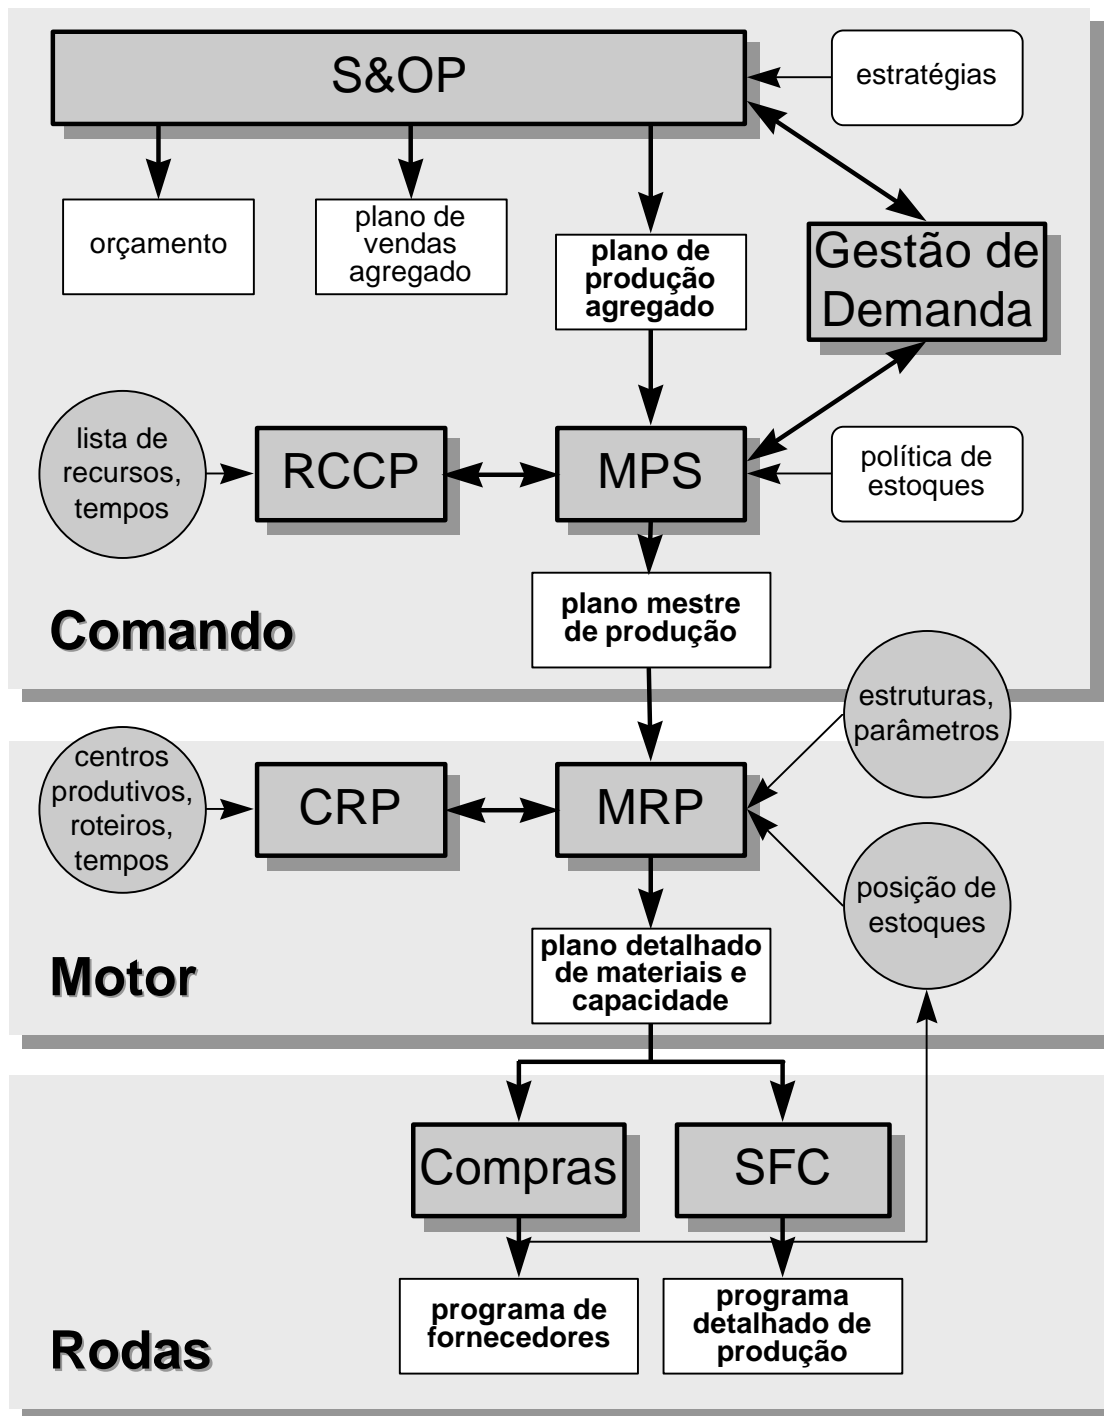 S&OP
estratégias
orçamento
plano de
vendas
agregado
plano de
produção
agregado
Gestão de
Demanda
lista de
recursos,
tempos
RCCP
MPS
política de
estoques
plano mestre
de produção
Comando
estruturas,
parâmetros
centros
produtivos,
roteiros,
tempos
CRP
MRP
posição de
estoques
plano detalhado
de materiais e
capacidade
Motor
Compras
SFC
programa de
fornecedores
programa
detalhado de
produção
Rodas